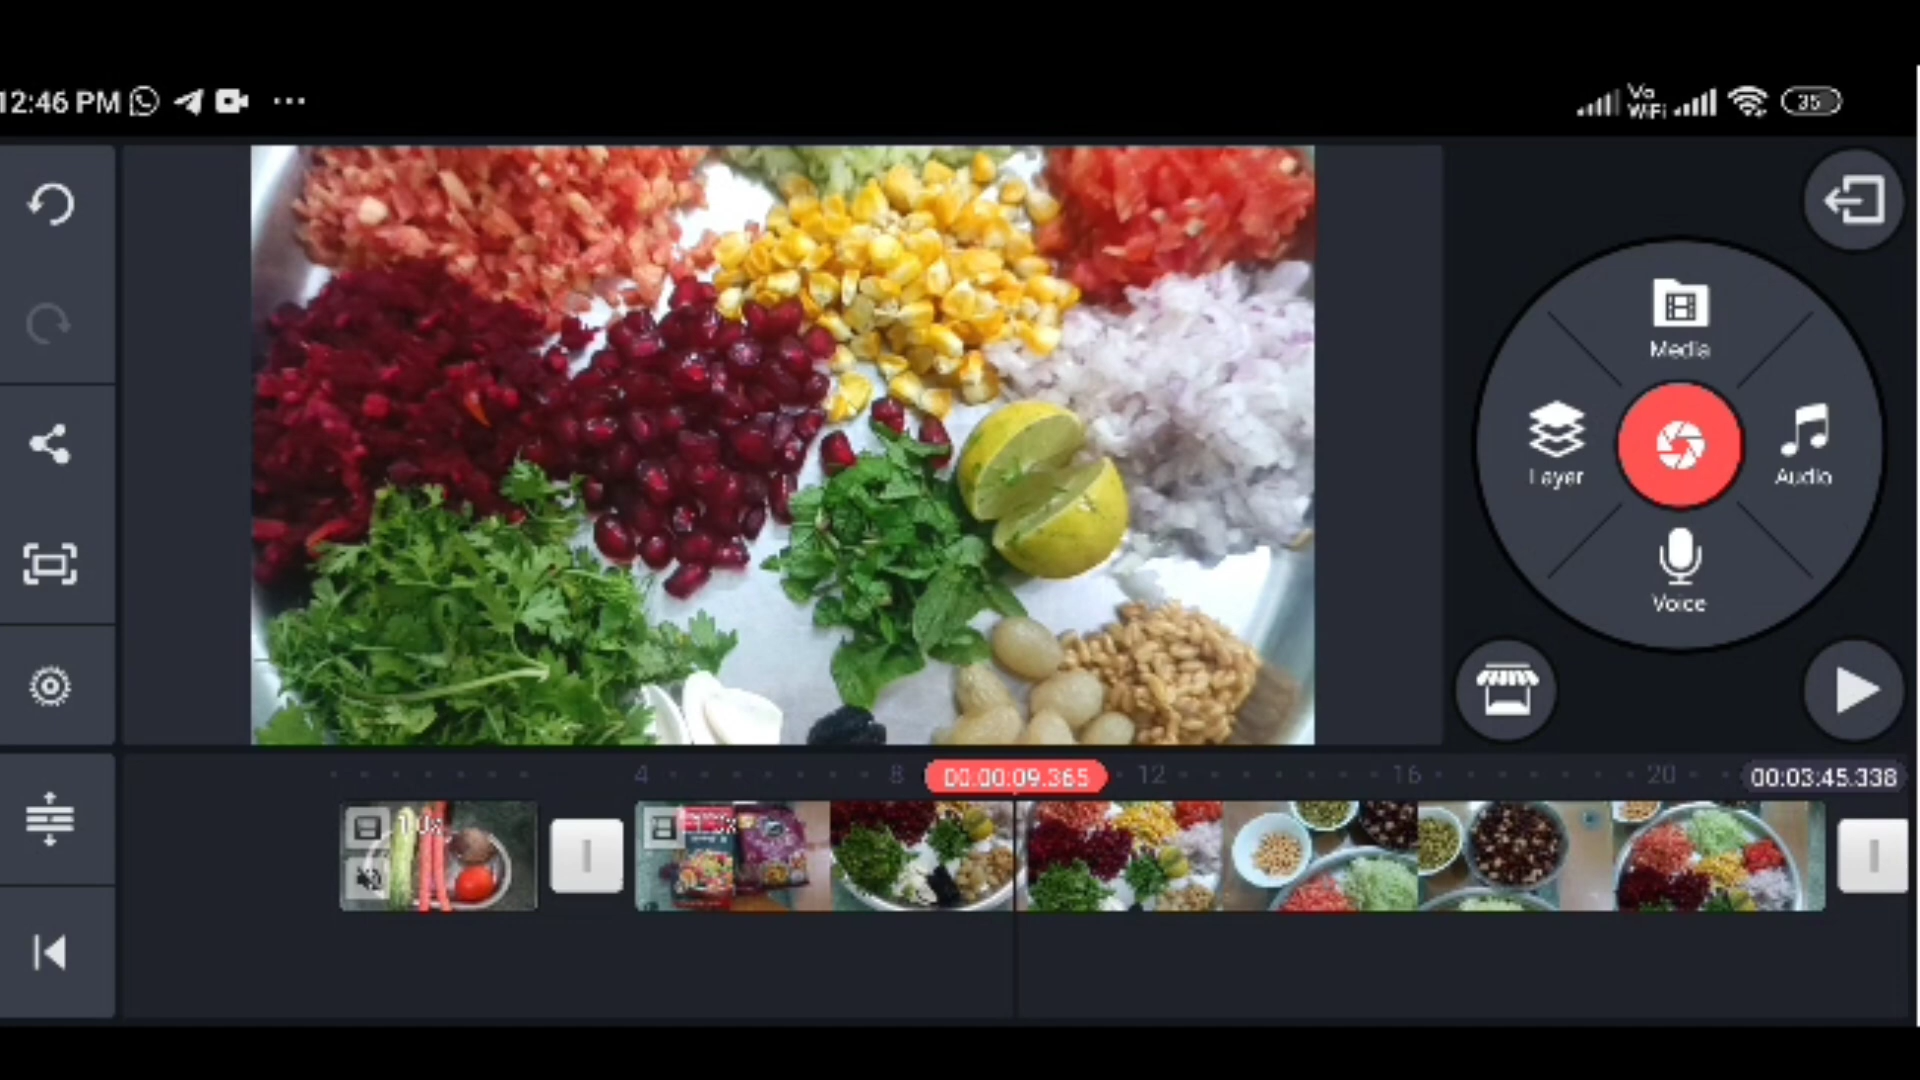 12:46 PM
Vo
WiFi
35
Media
Layer
Audio
Voice
4
8
00:00:09.365
12
16
20
00:03:45.338